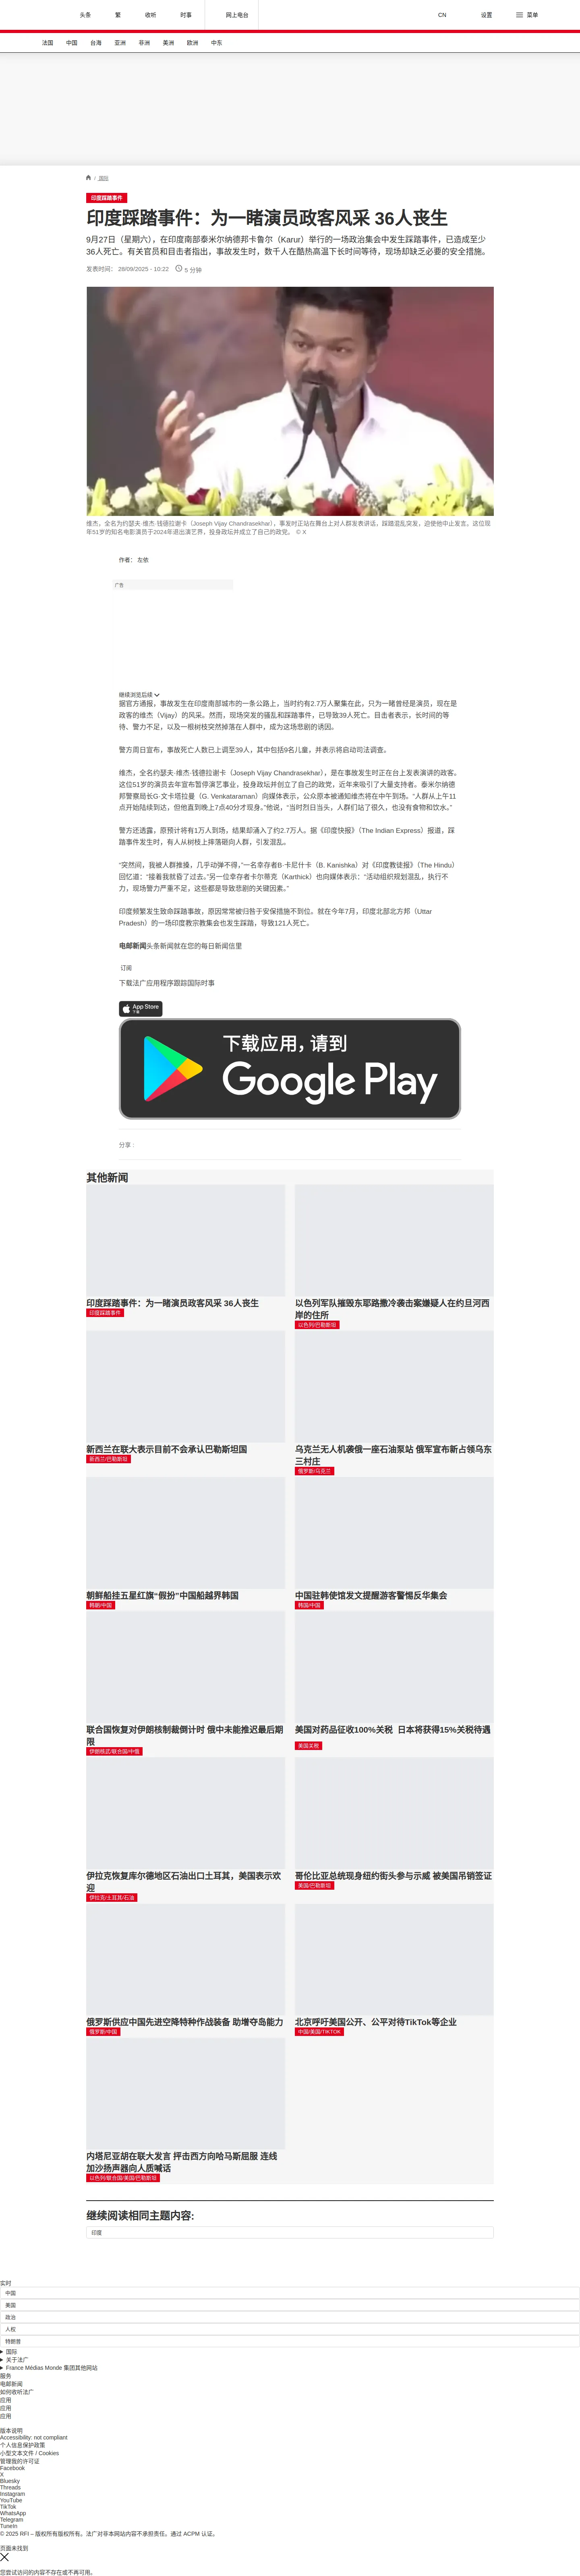 头条
繁
收听
时事
网上电台
CN
设置
菜单
法国
中国
台海
亚洲
非洲
美洲
欧洲
中东
/ 国际
印度踩踏事件
印度踩踏事件：为一睹演员政客风采 36人丧生
9月27日（星期六），在印度南部泰米尔纳德邦卡鲁尔（Karur）举行的一场政治集会中发生踩踏事件，已造成至少
36人死亡。有关官员和目击者指出，事故发生时，数千人在酷热高温下长时间等待，现场却缺乏必要的安全措施。
发表时间： 28/09/2025 - 10:22
5 分钟
维杰，全名为约瑟夫·维杰·钱德拉谢卡（Joseph Vijay Chandrasekhar），事发时正站在舞台上对人群发表讲话。踩踏混乱突发，迫使他中止发言。这位现
年51岁的知名电影演员于2024年退出演艺界，投身政坛并成立了自己的政党。 © X
作者： 左依
广告
继续浏览后续
据官方通报，事故发生在印度南部城市的一条公路上，当时约有2.7万人聚集在此，只为一睹曾经是演员，现在是
政客的维杰（Vijay）的风采。然而，现场突发的骚乱和踩踏事件，已导致39人死亡。目击者表示，长时间的等
待、警力不足，以及一根树枝突然掉落在人群中，成为这场悲剧的诱因。
警方周日宣布，事故死亡人数已上调至39人，其中包括9名儿童，并表示将启动司法调查。
维杰，全名约瑟夫·维杰·钱德拉谢卡（Joseph Vijay Chandrasekhar），是在事故发生时正在台上发表演讲的政客。
这位51岁的演员去年宣布暂停演艺事业，投身政坛并创立了自己的政党，近年来吸引了大量支持者。泰米尔纳德
邦警察局长G·文卡塔拉曼（G. Venkataraman）向媒体表示，公众原本被通知维杰将在中午到场。“人群从上午11
点开始陆续到达，但他直到晚上7点40分才现身。”他说，“当时烈日当头，人群们站了很久，也没有食物和饮水。”
警方还透露，原预计将有1万人到场，结果却涌入了约2.7万人。据《印度快报》（The Indian Express）报道，踩
踏事件发生时，有人从树枝上摔落砸向人群，引发混乱。
“突然间，我被人群推搡，几乎动弹不得，”一名幸存者B·卡尼什卡（B. Kanishka）对《印度教徒报》（The Hindu）
回忆道：“接着我就昏了过去。”另一位幸存者卡尔蒂克（Karthick）也向媒体表示：“活动组织规划混乱，执行不
力，现场警力严重不足，这些都是导致悲剧的关键因素。”
印度频繁发生致命踩踏事故，原因常常被归咎于安保措施不到位。就在今年7月，印度北部北方邦（Uttar
Pradesh）的一场印度教宗教集会也发生踩踏，导致121人死亡。
电邮新闻头条新闻就在您的每日新闻信里
订阅
下载法广应用程序跟踪国际时事
App Store
下载
下载应用，请到
Google Play
分享 :
其他新闻
印度踩踏事件：为一睹演员政客风采 36人丧生
印度踩踏事件
以色列军队摧毁东耶路撒冷袭击案嫌疑人在约旦河西
岸的住所
以色列/巴勒斯坦
新西兰在联大表示目前不会承认巴勒斯坦国
新西兰/巴勒斯坦
乌克兰无人机袭俄一座石油泵站 俄军宣布新占领乌东
三村庄
俄罗斯/乌克兰
朝鲜船挂五星红旗“假扮”中国船越界韩国
韩朝/中国
中国驻韩使馆发文提醒游客警惕反华集会
韩国/中国
联合国恢复对伊朗核制裁倒计时 俄中未能推迟最后期
限
伊朗核武/联合国/中俄
美国对药品征收100%关税 日本将获得15%关税待遇
美国关税
伊拉克恢复库尔德地区石油出口土耳其，美国表示欢
迎
伊拉克/土耳其/石油
哥伦比亚总统现身纽约街头参与示威 被美国吊销签证
美国/巴勒斯坦
俄罗斯供应中国先进空降特种作战装备 助增夺岛能力
俄罗斯/中国
北京呼吁美国公开、公平对待TikTok等企业
中国/美国/TIKTOK
内塔尼亚胡在联大发言 抨击西方向哈马斯屈服 连线
加沙扬声器向人质喊话
以色列/联合国/美国/巴勒斯坦
继续阅读相同主题内容:
印度
实时
中国
美国
政治
人权
特朗普
国际
关于法广
France Médias Monde 集团其他网站
服务
电邮新闻
如何收听法广
应用
应用
应用
版本说明
Accessibility: not compliant
个人信息保护政策
小型文本文件 / Cookies
管理我的许可证
Facebook
X
Bluesky
Threads
Instagram
YouTube
TikTok
WhatsApp
Telegram
TuneIn
© 2025 RFI – 版权所有版权所有。法广对非本网站内容不承担责任。通过 ACPM 认证。
页面未找到
您尝试访问的内容不存在或不再可用。